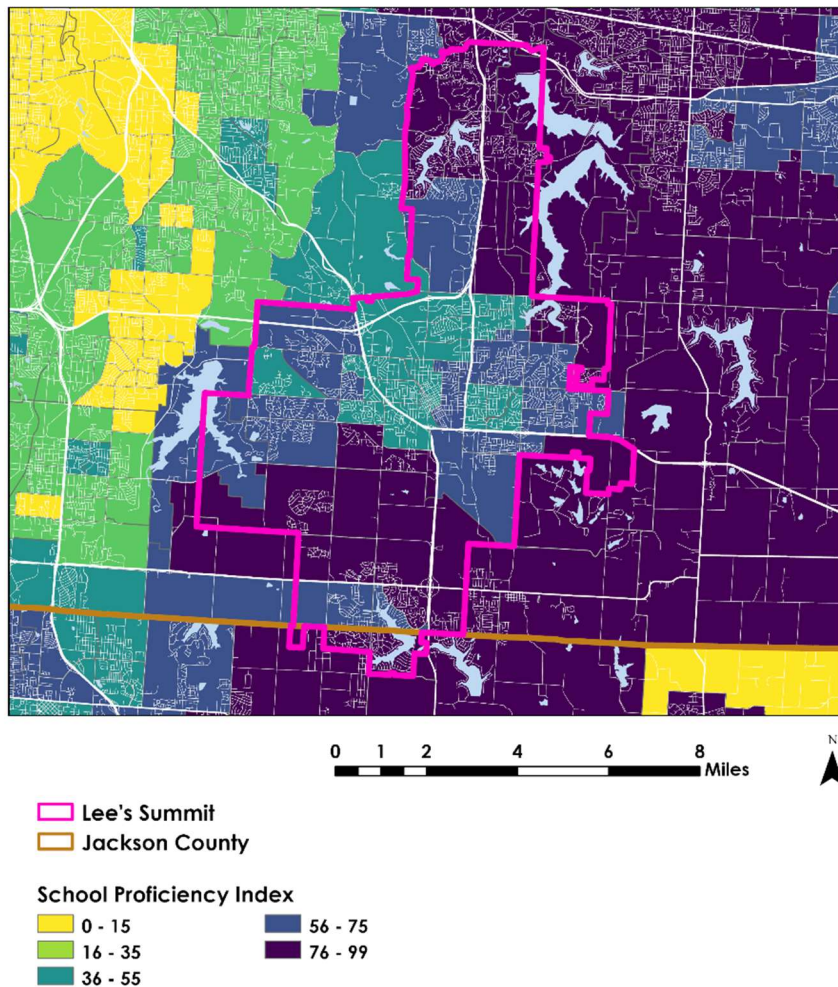 N
0 1 2 4 6 8
Miles
Lee's Summit
Jackson County
School Proficiency Index
0 - 15
16 - 35
36 - 55
56 - 75
76 - 99